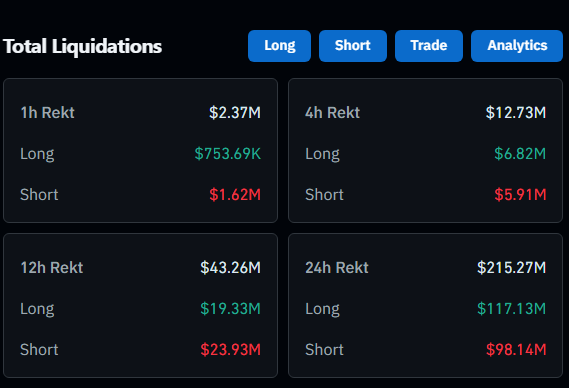 Total Liquidations Long Short Trade Analytics
1h Rekt $2.37M
Long $753.69K
Short $1.62M
4h Rekt $12.73M
Long $6.82M
Short $5.91M
12h Rekt $43.26M
Long $19.33M
Short $23.93M
24h Rekt $215.27M
Long $117.13M
Short $98.14M